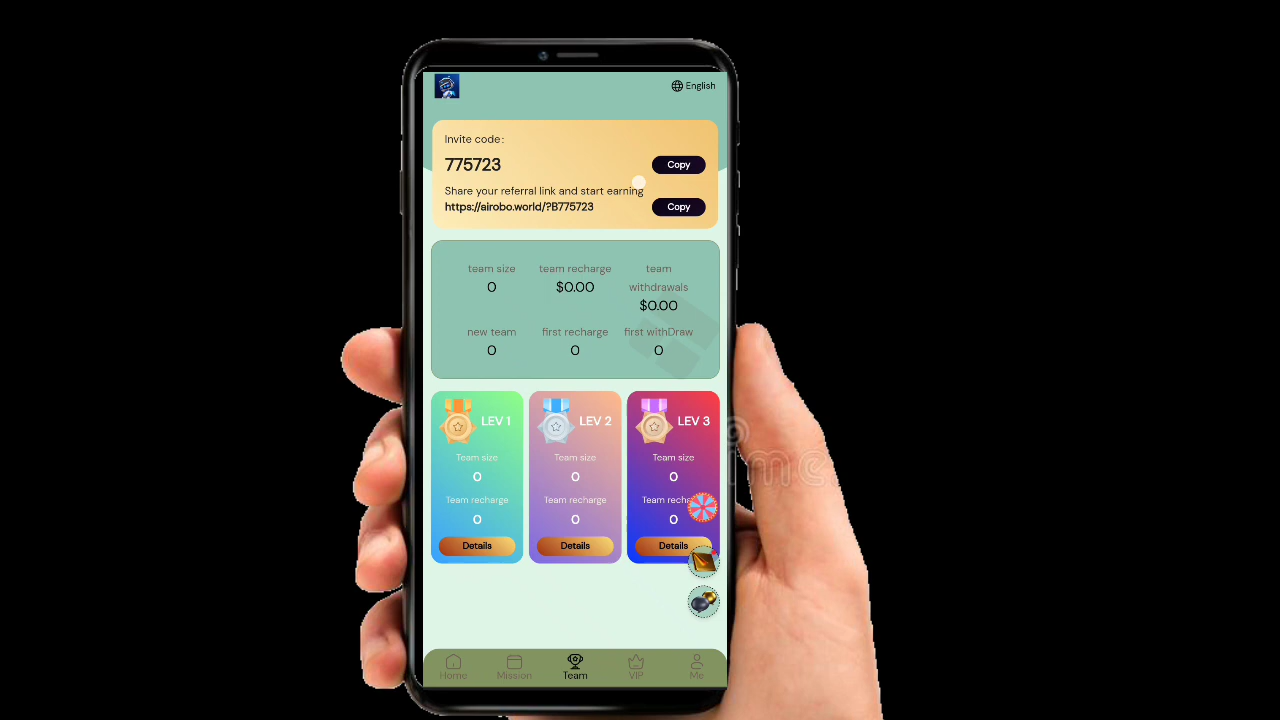 English
Invite code:
775723
Copy
Share your referral link and start earning
https://airobo.world/?B775723
Copy
team size
team recharge
team withdrawals
0
$0.00
$0.00
new team
first recharge
first withDraw
0
0
0
LEV 1
LEV 2
LEV 3
Team size
Team size
Team size
0
0
0
Team recharge
Team recharge
Team rech
0
0
0
Details
Details
Details
Home
Mission
Team
VIP
Me